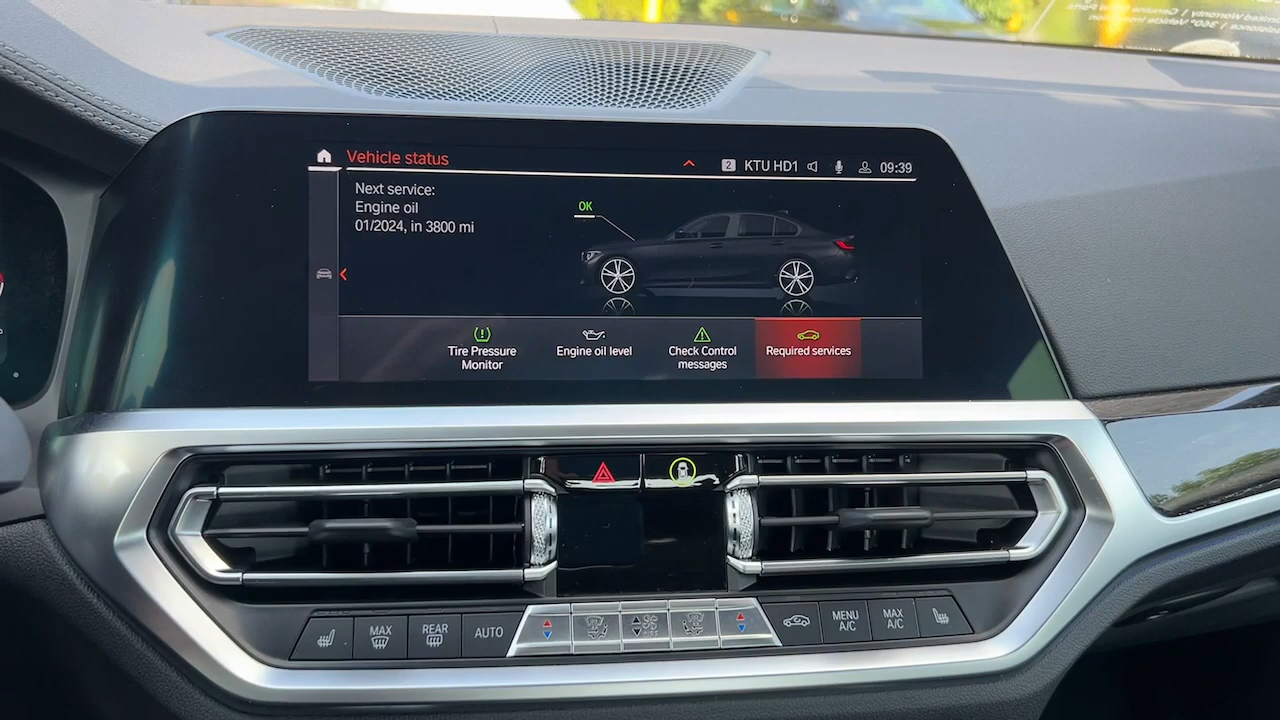 Vehicle status
2 KTU HD1 09:39
Next service:
Engine oil
01/2024, in 3800 mi
OK
Tire Pressure
Monitor
Engine oil level
Check Control
messages
Required services
MAX
REAR
AUTO
MENU
A/C
MAX
A/C